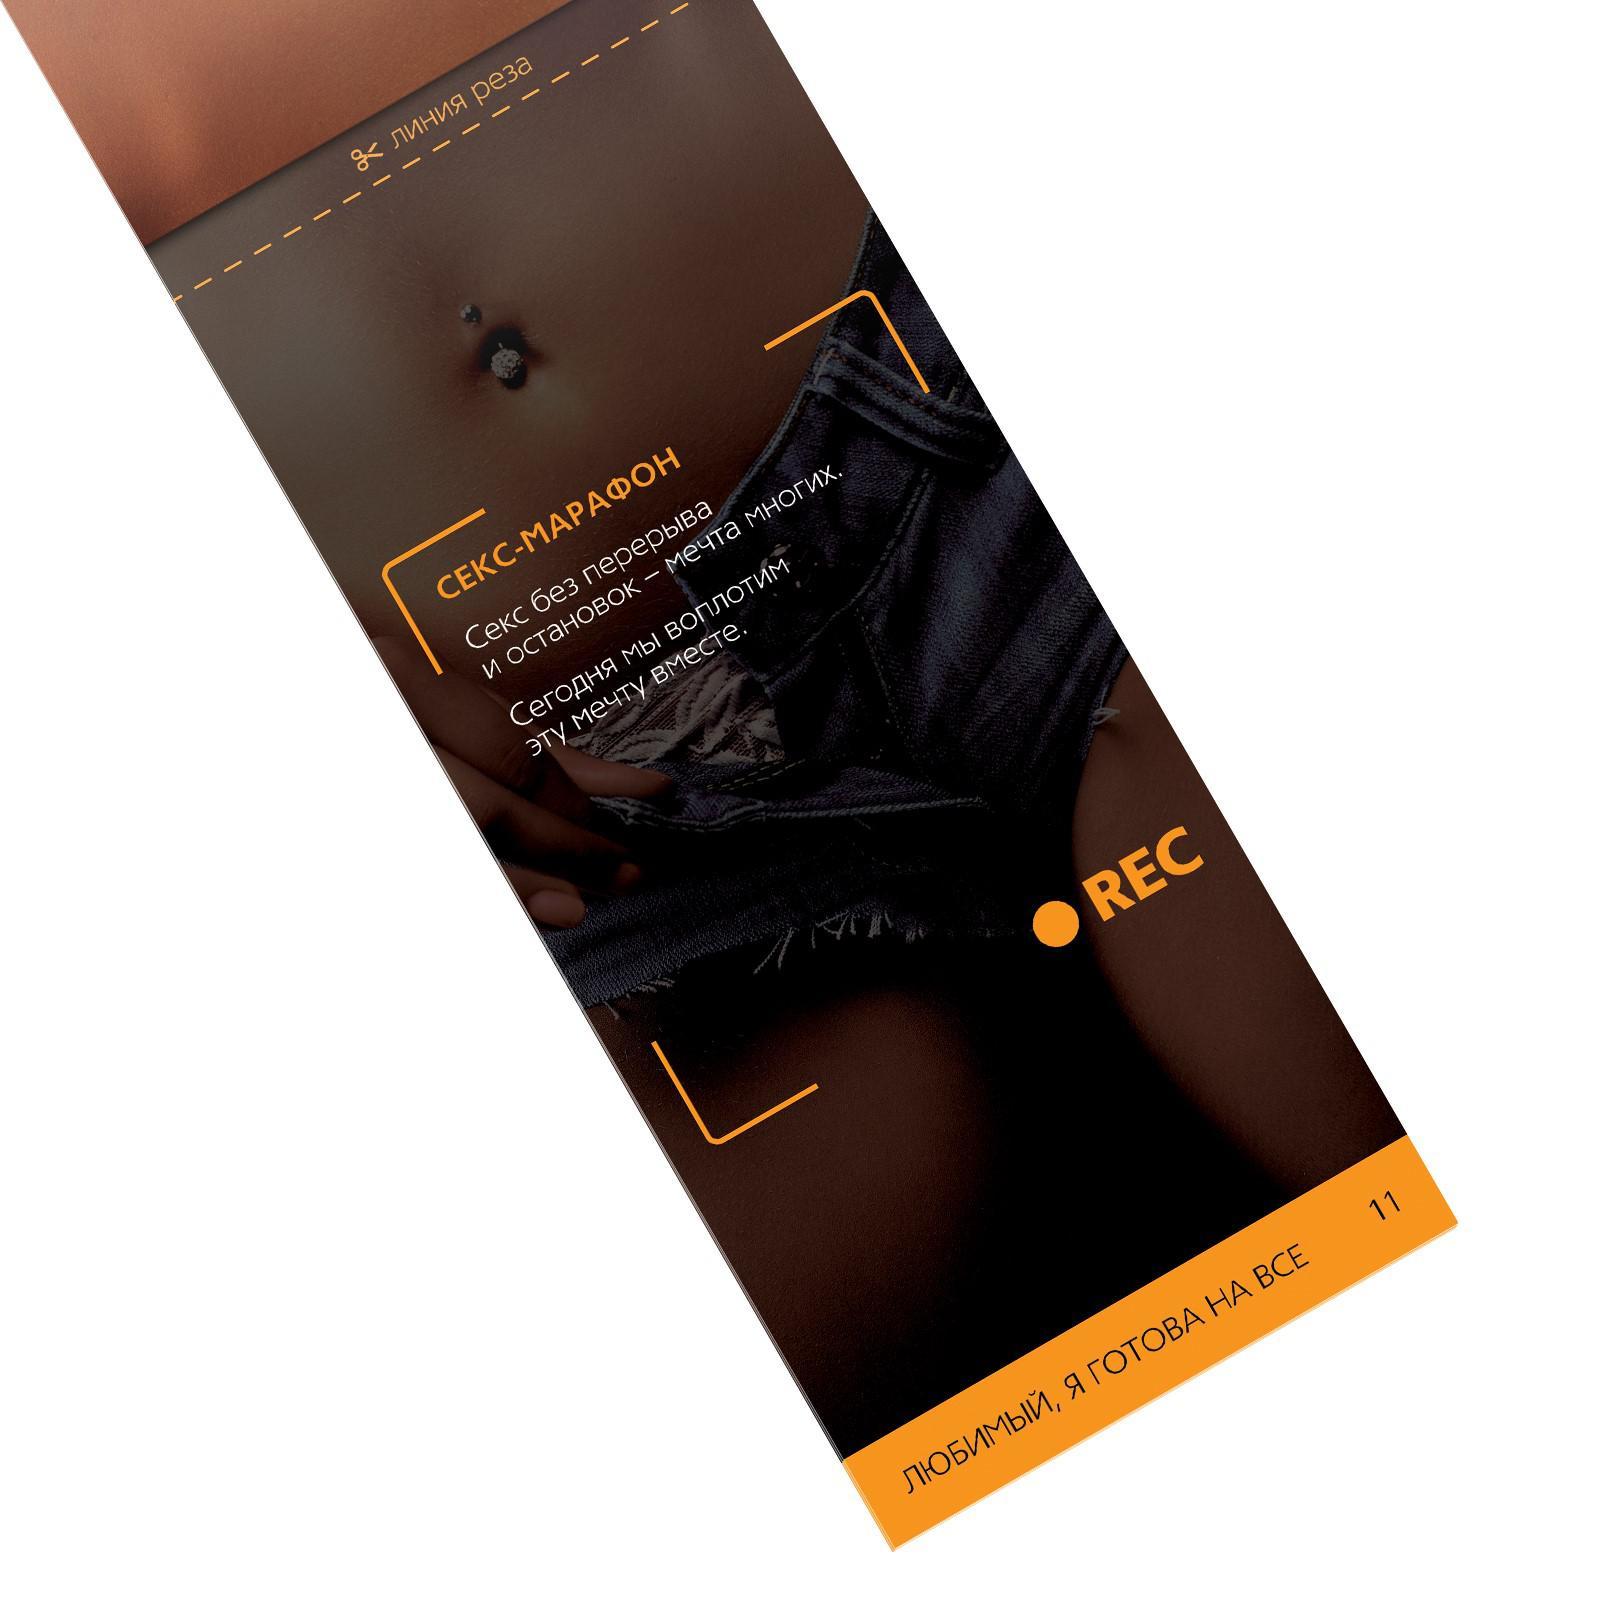 линия реза
СЕКС-МАРАФОН
Секс без перерыва
и остановок – мечта многих.
Сегодня мы воплотим
эту мечту вместе.
REC
11
ЛЮБИМЫЙ, Я ГОТОВА НА ВСЕ